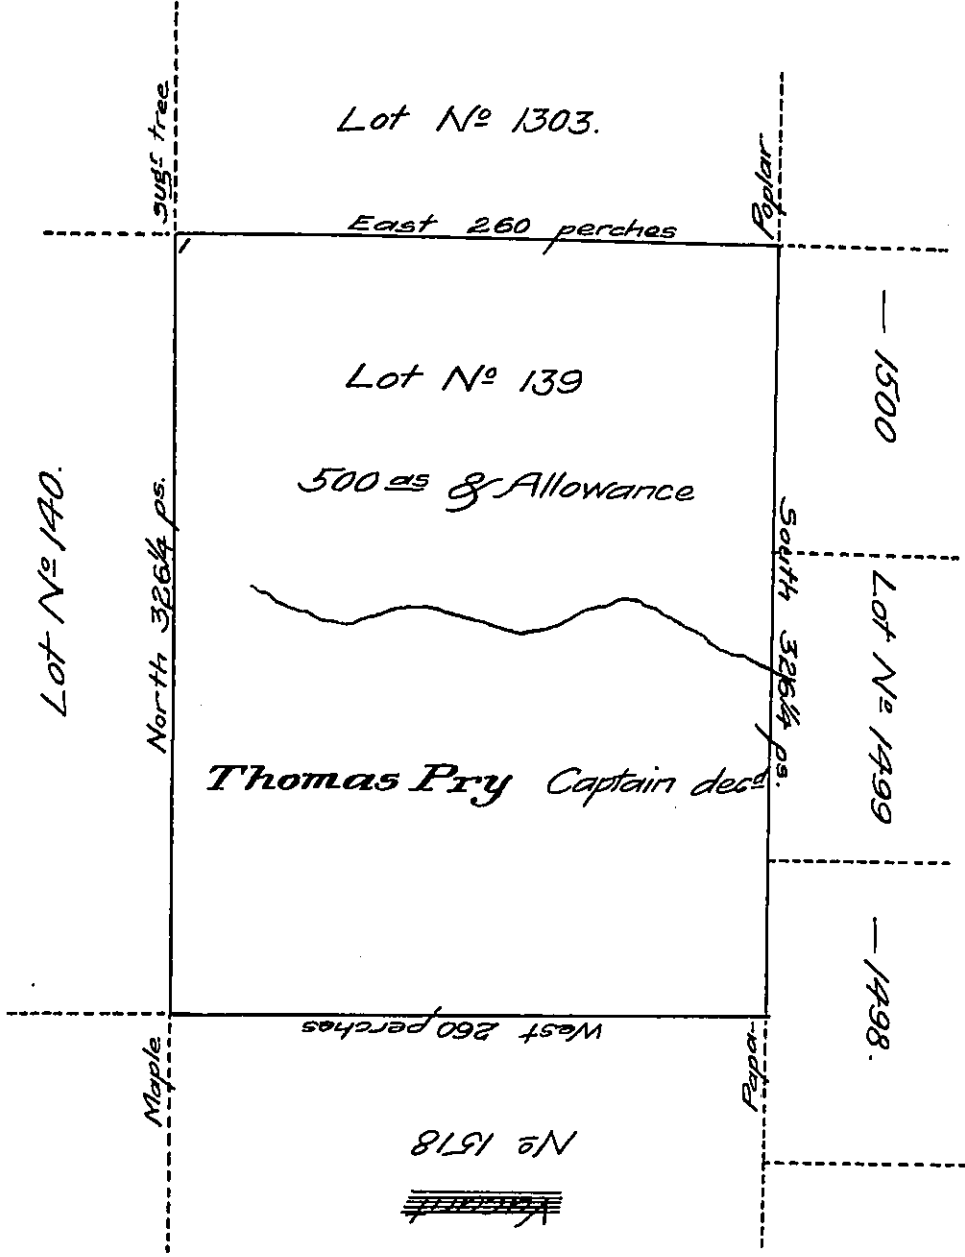 Lot Nº 1303.
Sugr tree
Poplar
East 260 perches
Lot Nº 139
500 as & Allowance
Lot Nº 140.
North 326¼ ps.
South 326¼ ps.
— 1500
Lot Nº 1499
— 1498.
Thomas Pry Captain decd
West 260 perches
Maple
Papa
Nº 1518
Vacant